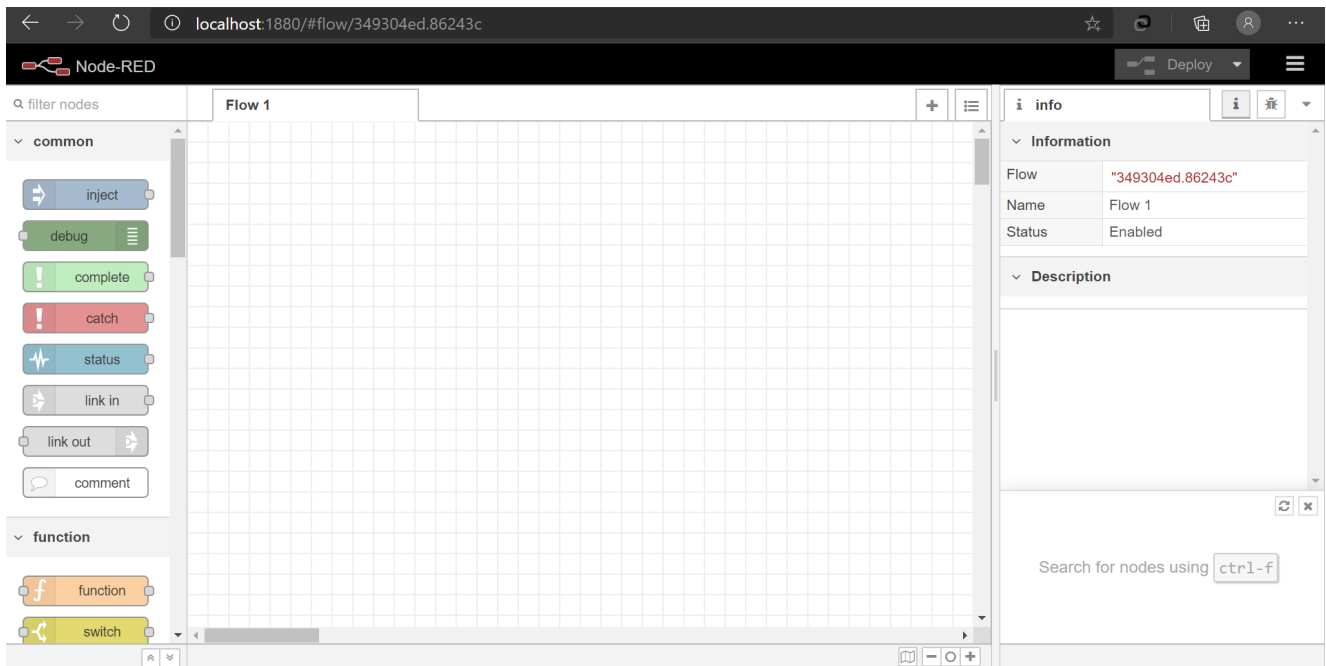 localhost:1880/#flow/349304ed.86243c
Node-RED
Deploy
filter nodes
Flow 1
info
common
inject
debug
complete
catch
status
link in
link out
comment
function
function
switch
Information
Flow "349304ed.86243c"
Name Flow 1
Status Enabled
Description
Search for nodes using ctrl-f